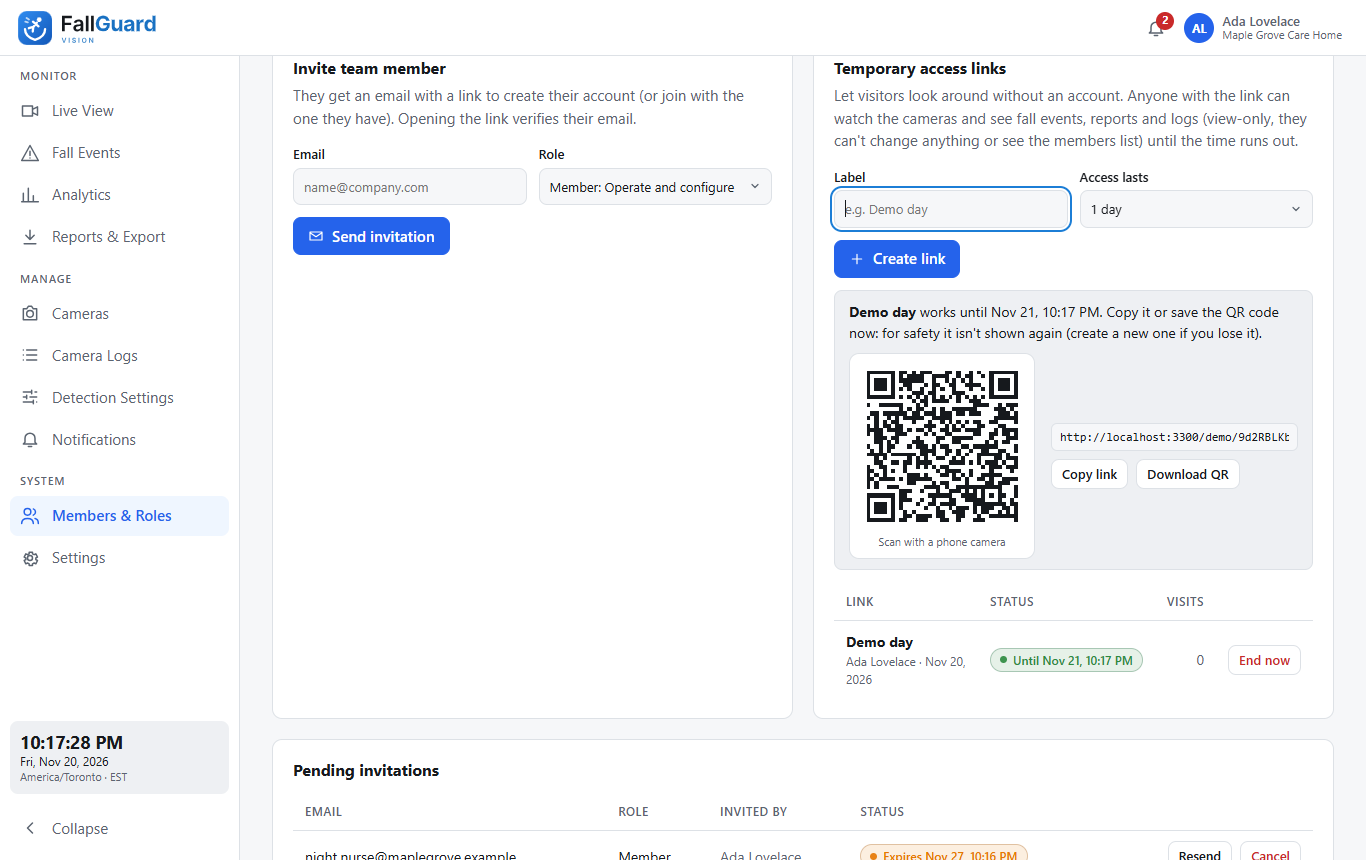 FallGuard
VISION
2
AL
Ada Lovelace
Maple Grove Care Home
MONITOR
Live View
Fall Events
Analytics
Reports & Export
MANAGE
Cameras
Camera Logs
Detection Settings
Notifications
SYSTEM
Members & Roles
Settings
10:17:28 PM
Fri, Nov 20, 2026
America/Toronto · EST
Collapse
Invite team member
They get an email with a link to create their account (or join with the
one they have). Opening the link verifies their email.
Email
Role
name@company.com
Member: Operate and configure
Send invitation
Temporary access links
Let visitors look around without an account. Anyone with the link can
watch the cameras and see fall events, reports and logs (view-only, they
can't change anything or see the members list) until the time runs out.
Label
Access lasts
e.g. Demo day
1 day
Create link
Demo day works until Nov 21, 10:17 PM. Copy it or save the QR code
now: for safety it isn't shown again (create a new one if you lose it).
Scan with a phone camera
http://localhost:3300/demo/9d2RBLKb
Copy link
Download QR
LINK
STATUS
VISITS
Demo day
Ada Lovelace · Nov 20,
2026
Until Nov 21, 10:17 PM
0
End now
Pending invitations
EMAIL
ROLE
INVITED BY
STATUS
night.nurse@maplegrove.example
Member
Ada Lovelace
Expires Nov 27, 10:16 PM
Resend
Cancel